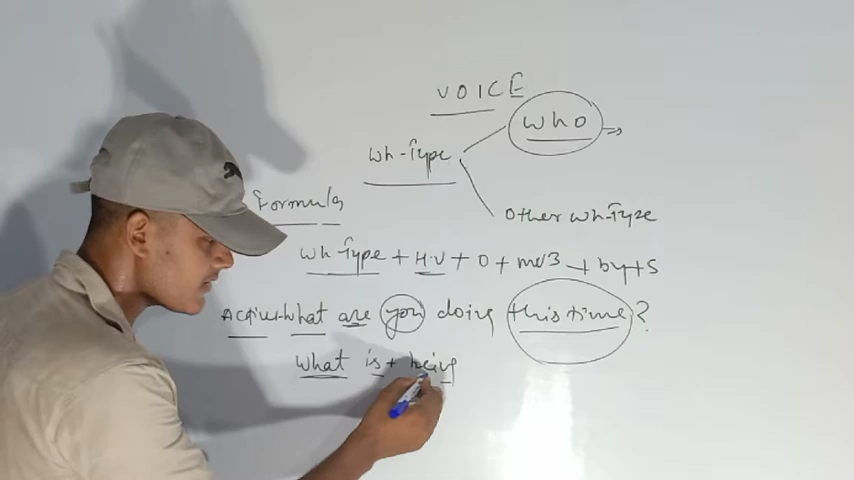 VOICE
Who
Wh-Type
Formula
Other Wh-Type
Wh-Type + H.V + O + mv3 + by + S
Active-What are you doing this time?
What is + being